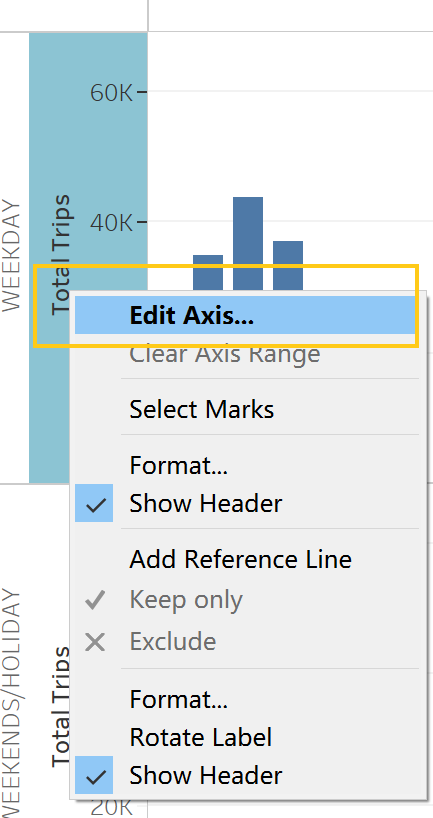 60K
WEEKDAY
Total Trips
40K
Edit Axis...
Clear Axis Range
Select Marks
Format...
Show Header
Add Reference Line
Keep only
Exclude
Format...
Rotate Label
Show Header
WEEKENDS/HOLIDAY
Total Trips
20K